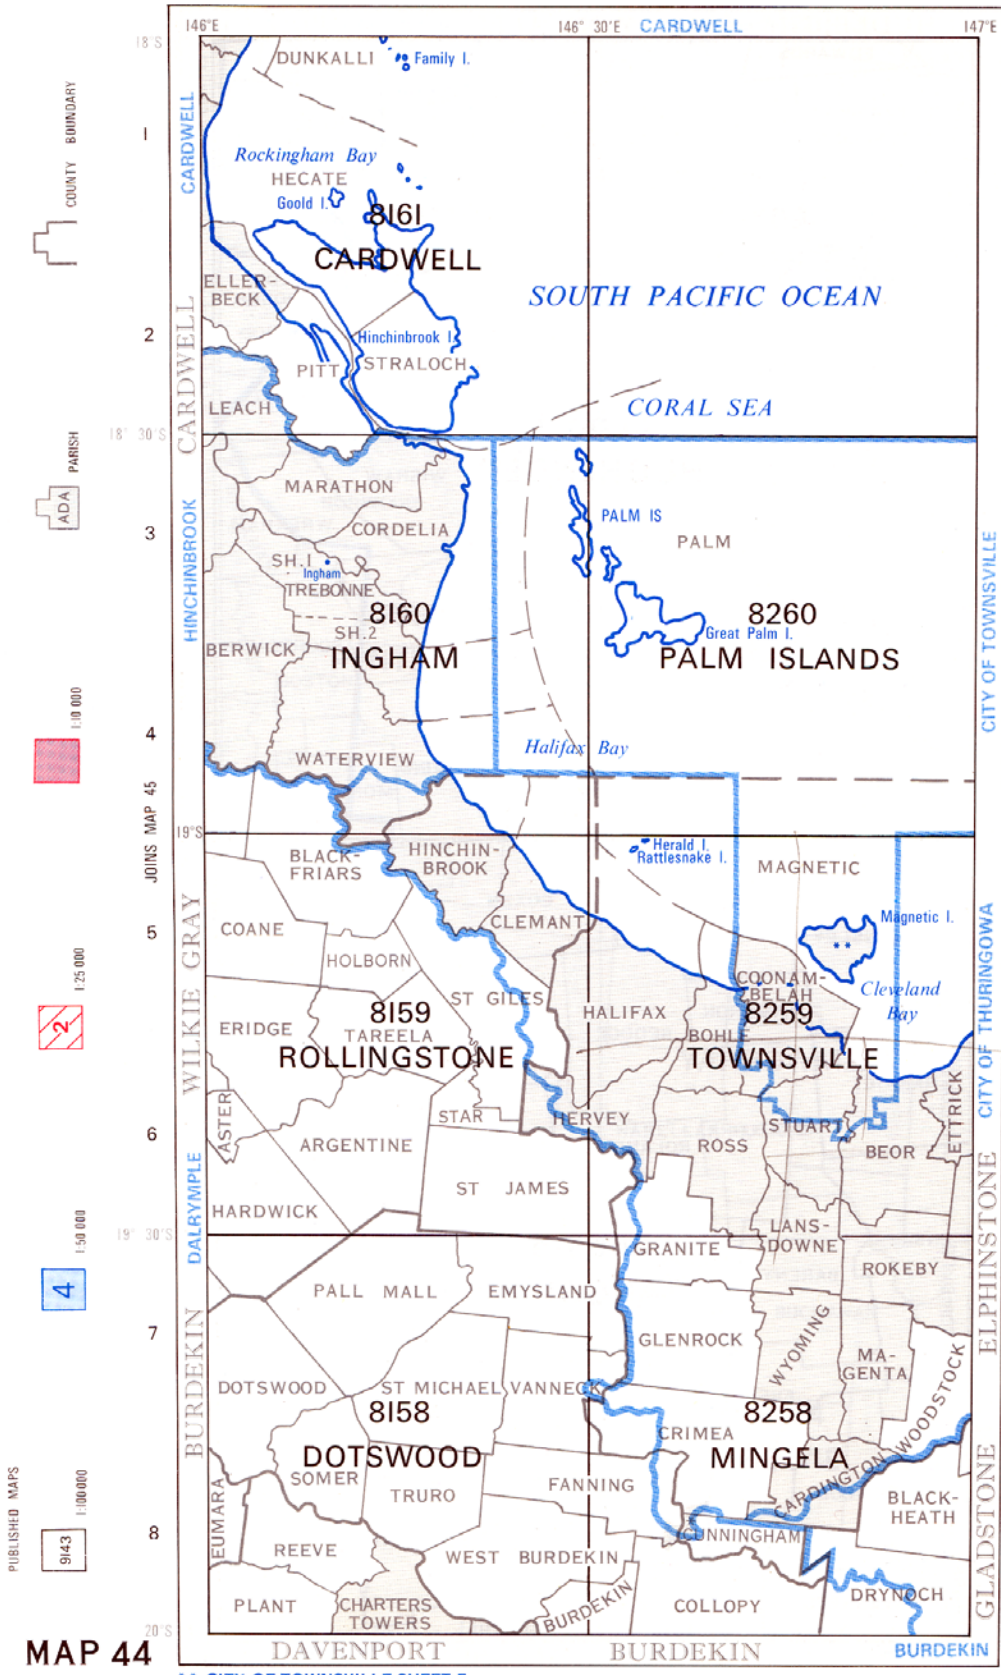 146°E
146° 30'E
CARDWELL
147°E
18°S
DUNKALLI
Family I.
COUNTY BOUNDARY
CARDWELL
1
Rockingham Bay
HECATE
Goold I.
8161
CARDWELL
ELLER-
BECK
SOUTH PACIFIC OCEAN
2
CARDWELL
Hinchinbrook I.
PITT
STRALOCH
LEACH
CORAL SEA
18° 30'S
PARISH
ADA
MARATHON
HINCHINBROOK
3
CORDELIA
PALM IS
PALM
CITY OF TOWNSVILLE
SH.1
Ingham
TREBONNE
8160
8260
SH.2
BERWICK
INGHAM
Great Palm I.
PALM ISLANDS
1:10 000
4
WATERVIEW
Halifax Bay
JOINS MAP 45
19°S
BLACK-
FRIARS
HINCHIN-
BROOK
Herald I.
Rattlesnake I.
MAGNETIC
WILKIE GRAY
5
COANE
CLEMANT
Magnetic I.
HOLBORN
1:25 000
2
ST GILES
COONAM-
BELAH
Cleveland
Bay
8159
HALIFAX
8259
ERIDGE
TAREELA
BOHLE
ROLLINGSTONE
TOWNSVILLE
CITY OF THURINGOWA
ASTER
STAR
HERVEY
STUART
ETTRICK
6
ARGENTINE
ROSS
BEOR
DALRYMPLE
ST JAMES
HARDWICK
ELPHINSTONE
1:50 000
4
19° 30'S
GRANITE
LANS-
DOWNE
ROKEBY
PALL MALL
EMYSLAND
7
GLENROCK
WYOMING
MA-
GENTA
BURDEKIN
DOTSWOOD
ST MICHAEL
VANNECK
WOODSTOCK
8158
8258
CRIMEA
DOTSWOOD
MINGELA
SOMER
CARDINGTON
FANNING
TRURO
BLACK-
HEATH
PUBLISHED MAPS
1:100 000
9143
8
EUMARA
CUNNINGHAM
REEVE
WEST BURDEKIN
GLADSTONE
PLANT
CHARTERS
TOWERS
BURDEKIN
COLLOPY
DRYNOCH
20°S
MAP 44
DAVENPORT
BURDEKIN
BURDEKIN